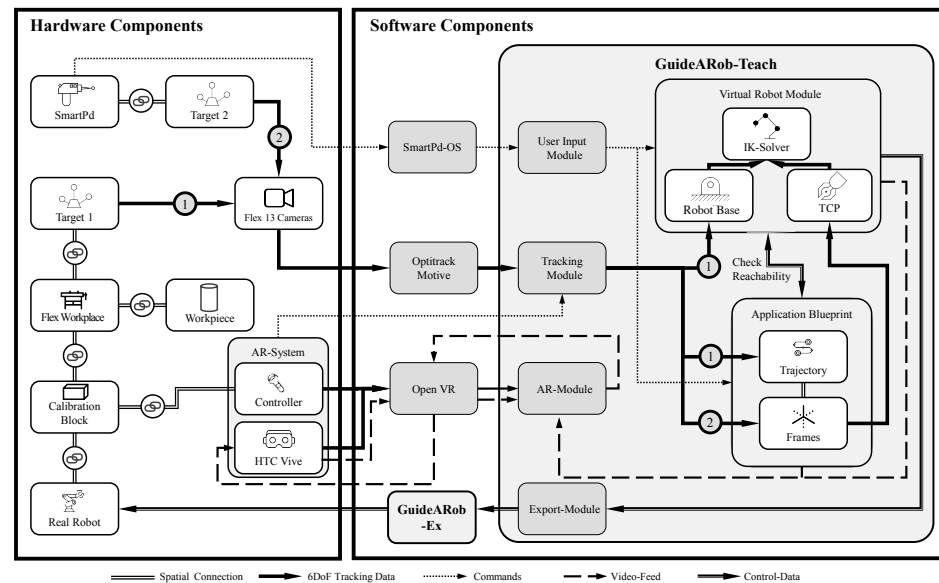 Hardware Components
Software Components
GuideARob-Teach
Virtual Robot Module
SmartPd
Target 2
2
SmartPd-OS
User Input
Module
IK-Solver
Robot Base
TCP
Target 1
1
Flex 13 Cameras
Optitrack
Motive
Tracking
Module
1
Check
Reachability
Flex Workplace
Workpiece
Application Blueprint
AR-System
1
Trajectory
Controller
Open VR
AR-Module
Calibration
Block
2
Frames
HTC Vive
Real Robot
GuideARob
-Ex
Export-Module
Spatial Connection
6DoF Tracking Data
Commands
Video-Feed
Control-Data